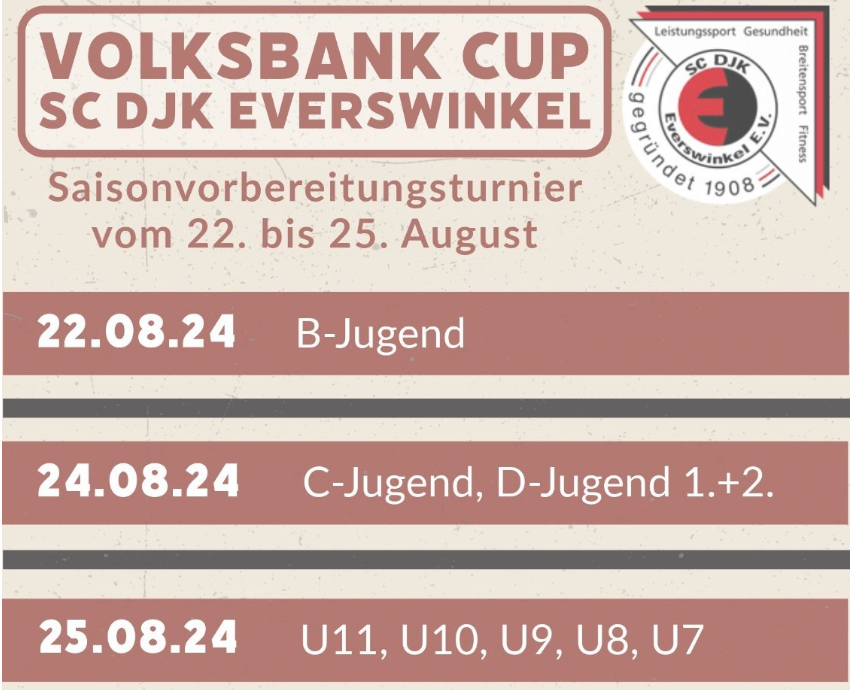 VOLKSBANK CUP
SC DJK EVERSWINKEL
Leistungssport Gesundheit
Breitensport Fitness
SC DJK
Everswinkel E.V.
gegründet 1908
Saisonvorbereitungsturnier
vom 22. bis 25. August
22.08.24 B-Jugend
24.08.24 C-Jugend, D-Jugend 1.+2.
25.08.24 U11, U10, U9, U8, U7